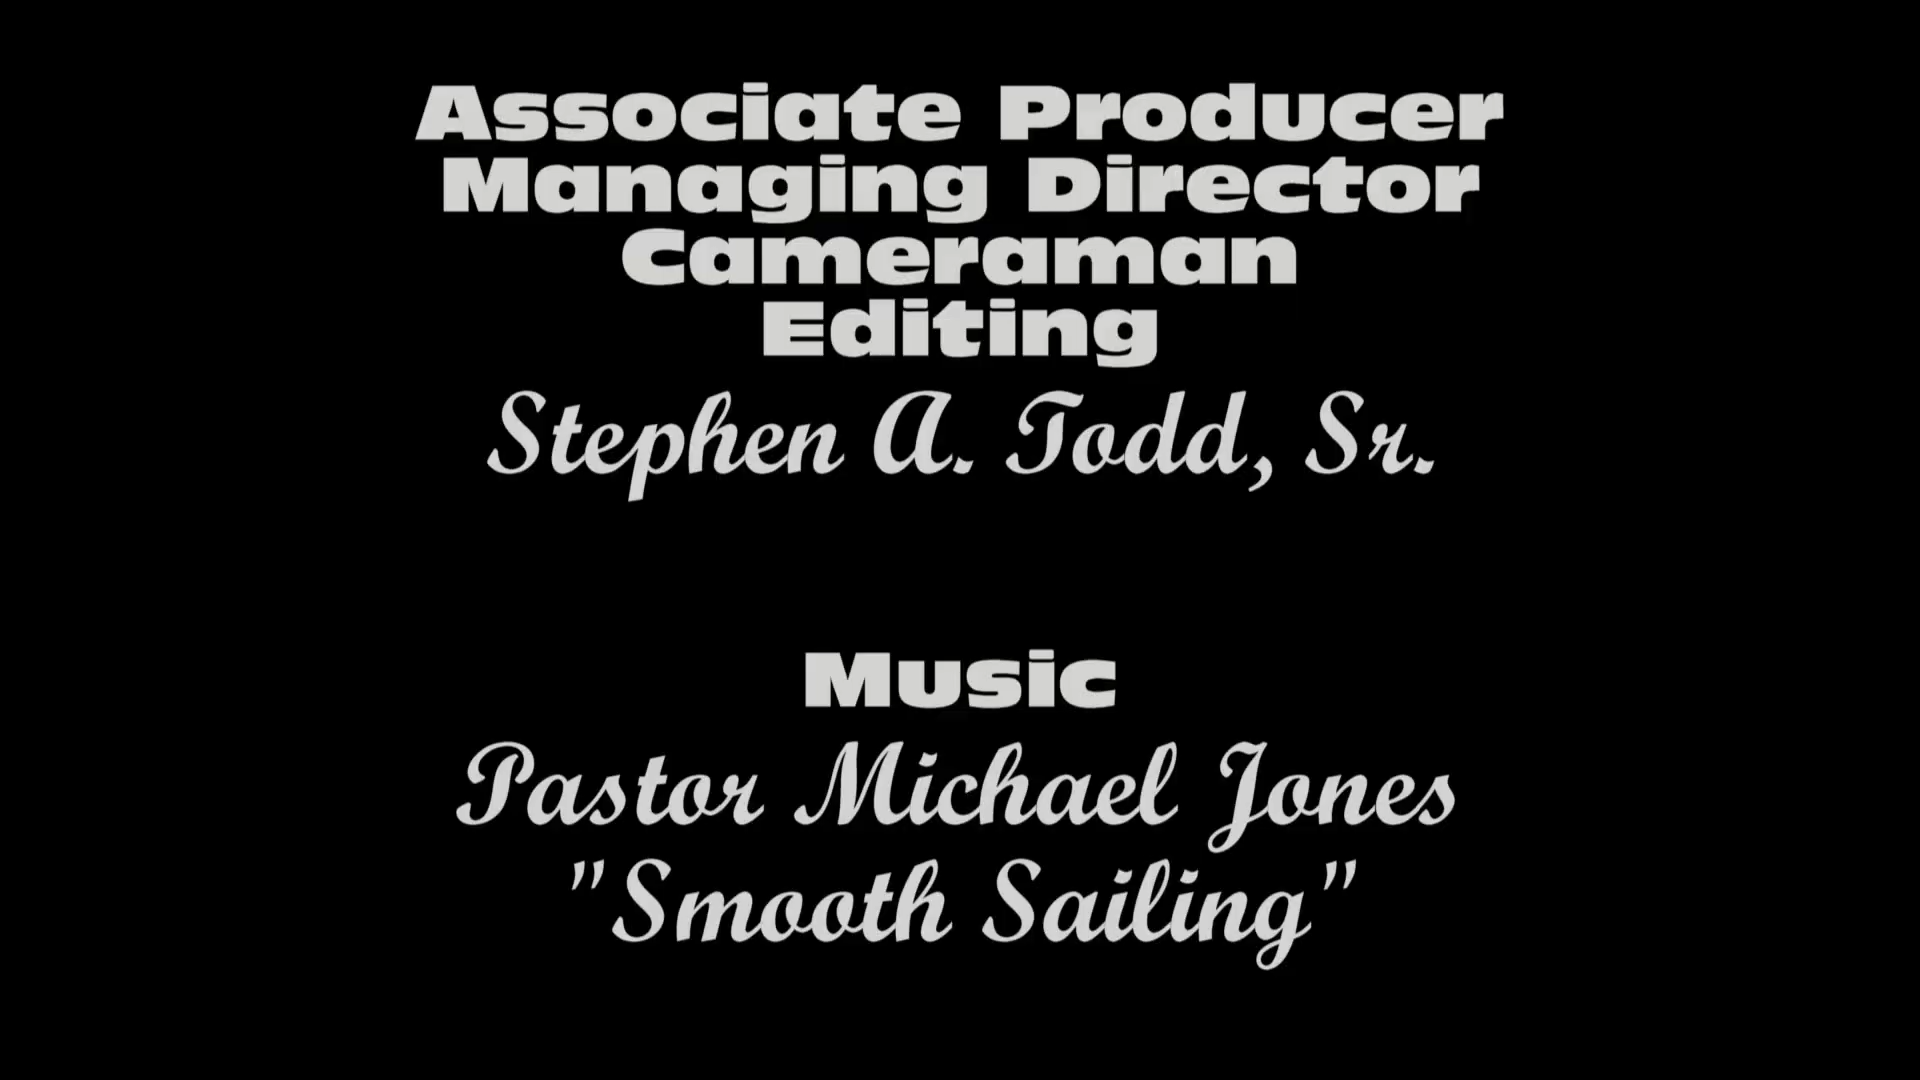 Associate Producer
Managing Director
Cameraman
Editing
Stephen A. Todd, Sr.
Music
Pastor Michael Jones
"Smooth Sailing"